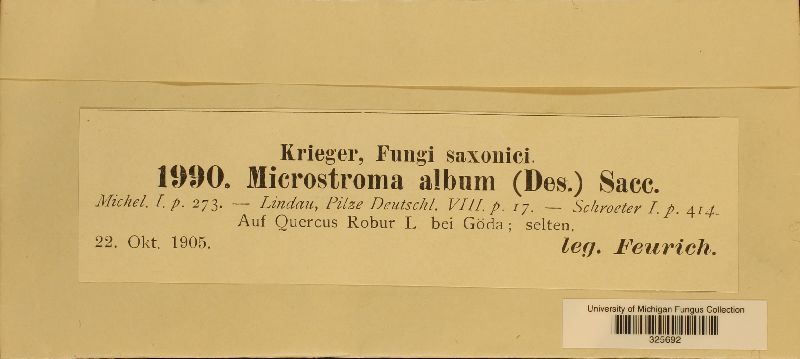 Krieger, Fungi saxonici.
1990. Microstroma album (Des.) Sacc.
Michel. I. p. 273. — Lindau, Pilze Deutschl. VIII. p. 17. — Schroeter I. p. 414.
Auf Quercus Robur L bei Göda; selten.
22. Okt. 1905. leg. Feurich.
University of Michigan Fungus Collection
325692